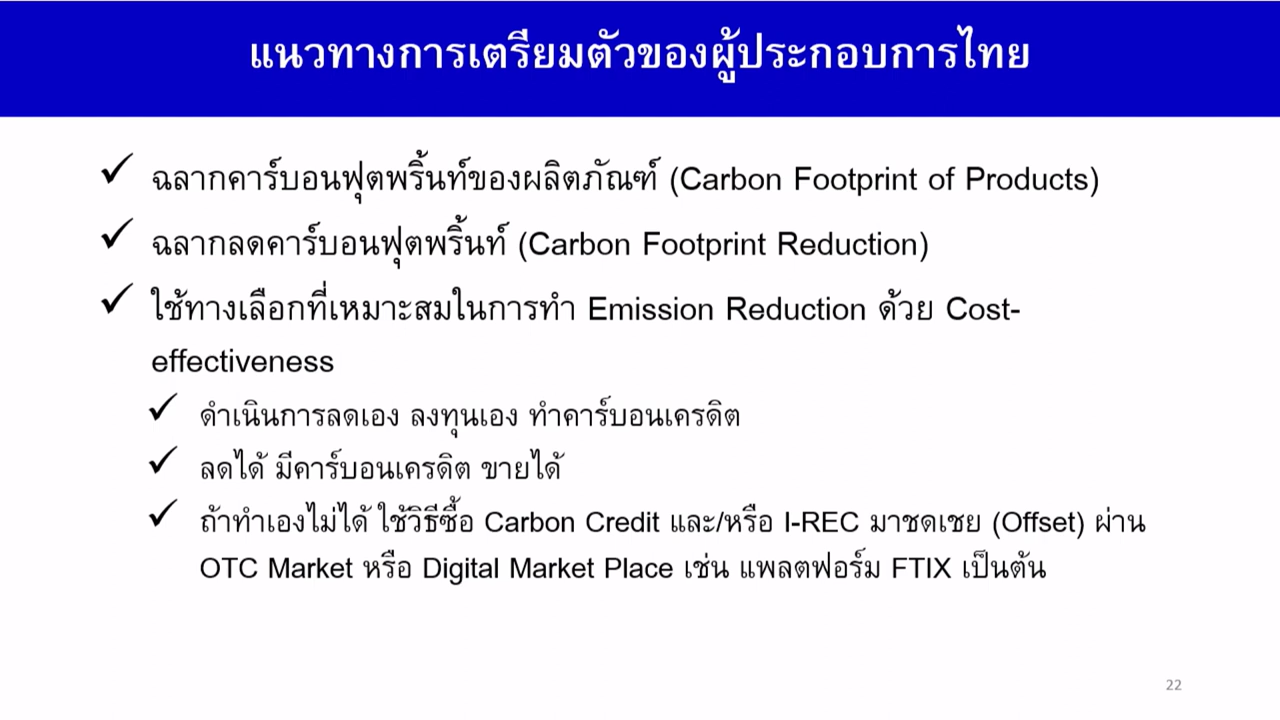 แนวทางการเตรียมตัวของผู้ประกอบการไทย
✓ ฉลากคาร์บอนฟุตพริ้นท์ของผลิตภัณฑ์ (Carbon Footprint of Products)
✓ ฉลากลดคาร์บอนฟุตพริ้นท์ (Carbon Footprint Reduction)
✓ ใช้ทางเลือกที่เหมาะสมในการทำ Emission Reduction ด้วย Cost-
effectiveness
✓ ดำเนินการลดเอง ลงทุนเอง ทำคาร์บอนเครดิต
✓ ลดได้ มีคาร์บอนเครดิต ขายได้
✓ ถ้าทำเองไม่ได้ ใช้วิธีซื้อ Carbon Credit และ/หรือ I-REC มาชดเชย (Offset) ผ่าน
OTC Market หรือ Digital Market Place เช่น แพลตฟอร์ม FTIX เป็นต้น
22